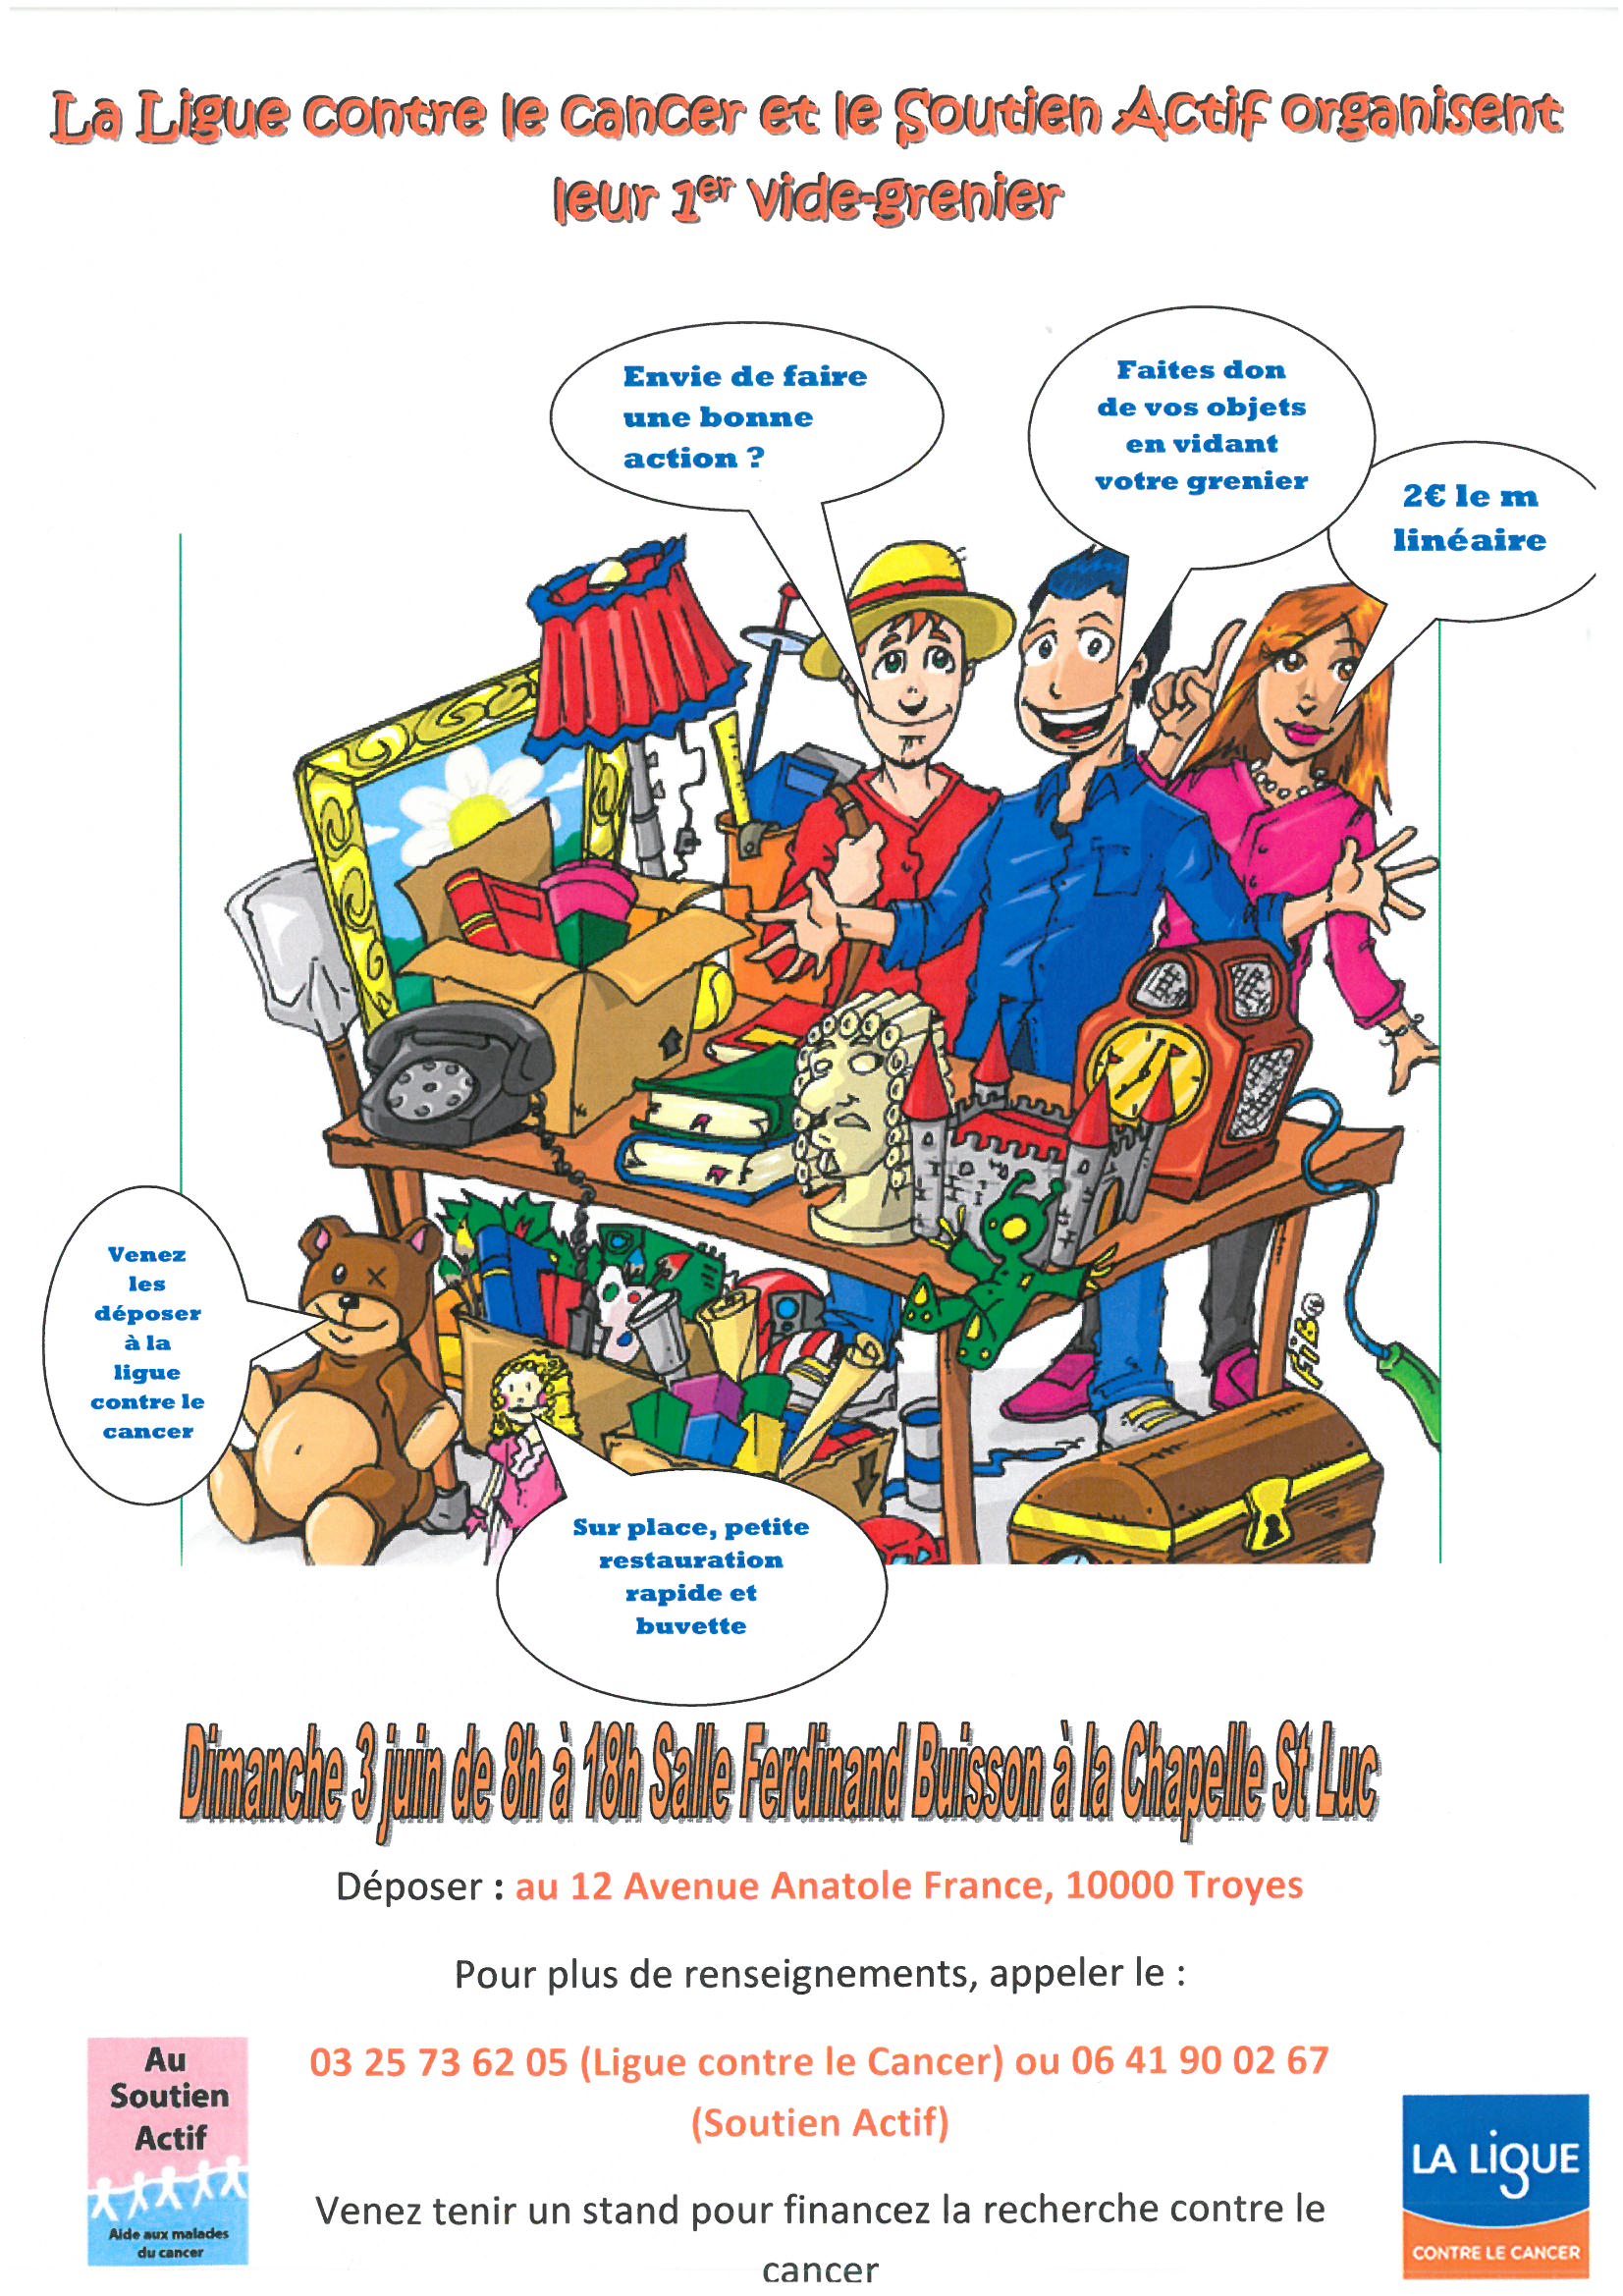 La Ligue contre le cancer et le Soutien Actif organisent
leur 1er vide-grenier
Envie de faire
une bonne
action ?
Faites don
de vos objets
en vidant
votre grenier
2€ le m
linéaire
Venez
les
déposer
à la
ligue
contre le
cancer
Sur place, petite
restauration
rapide et
buvette
Dimanche 3 juin de 8h à 18h Salle Ferdinand Buisson à la Chapelle St Luc
Déposer : au 12 Avenue Anatole France, 10000 Troyes
Pour plus de renseignements, appeler le :
03 25 73 62 05 (Ligue contre le Cancer) ou 06 41 90 02 67
(Soutien Actif)
Venez tenir un stand pour financez la recherche contre le
cancer
Au
Soutien
Actif
Aide aux malades
du cancer
LA LIGUE
CONTRE LE CANCER